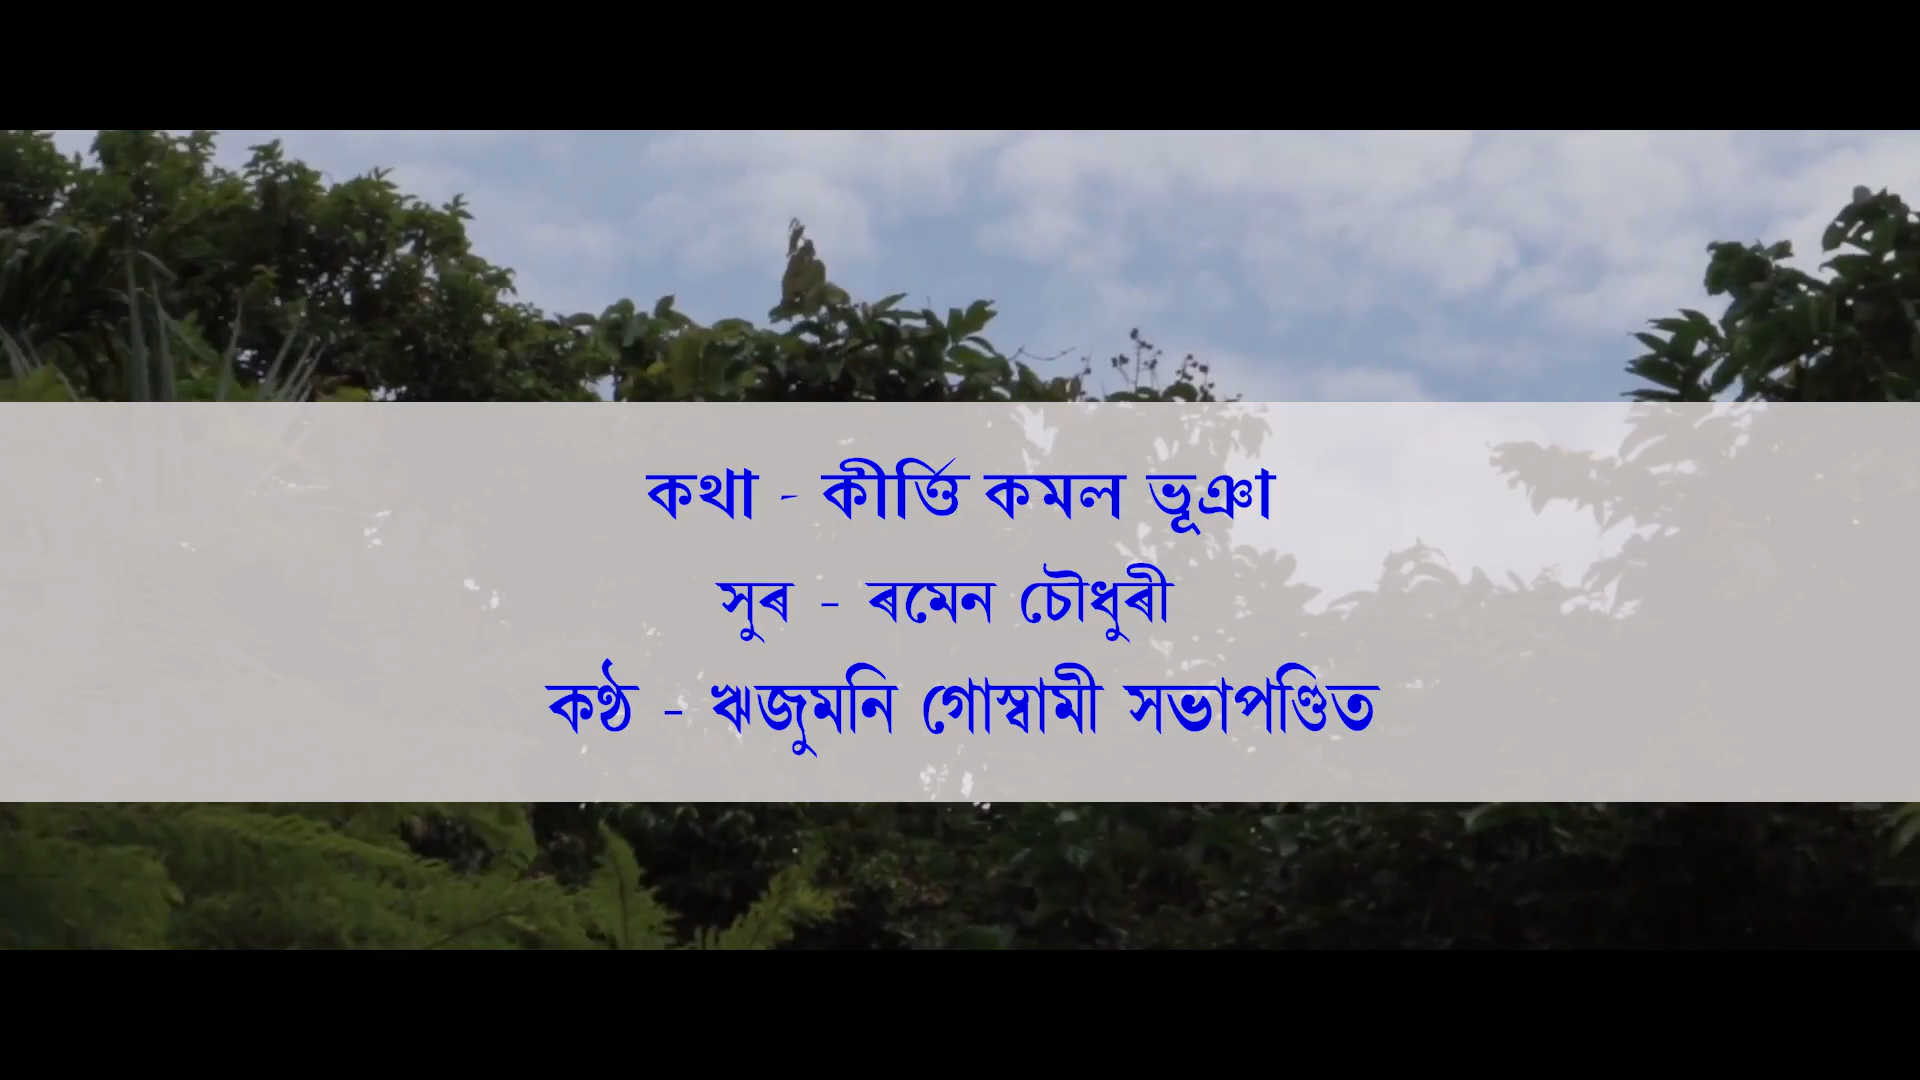 কথা - কীৰ্ত্তি কমল ভূঞা
সুৰ - ৰমেন চৌধুৰী
কণ্ঠ - ঋজুমনি গোস্বামী সভাপণ্ডিত